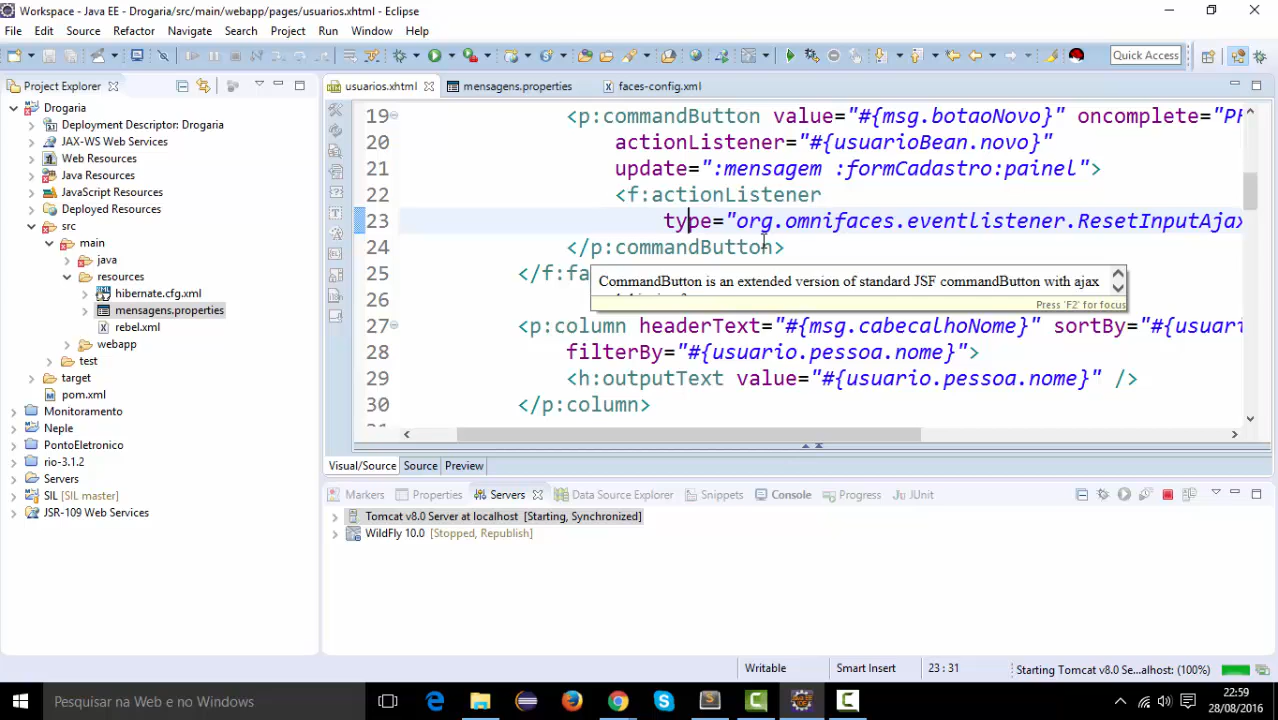 Workspace - Java EE - Drogaria/src/main/webapp/pages/usuarios.xhtml - Eclipse
File Edit Source Refactor Navigate Search Project Run Window Help
Quick Access
Project Explorer
usuarios.xhtml mensagens.properties faces-config.xml
Drogaria
Deployment Descriptor: Drogaria
JAX-WS Web Services
Web Resources
Java Resources
JavaScript Resources
Deployed Resources
src
main
java
resources
hibernate.cfg.xml
mensagens.properties
rebel.xml
webapp
test
target
pom.xml
Monitoramento
Neple
PontoEletronico
rio-3.1.2
Servers
SIL [SIL master]
JSR-109 Web Services
19 <p:commandButton value="#{msg.botaoNovo}" oncomplete="PF
20 actionListener="#{usuarioBean.novo}"
21 update=":mensagem :formCadastro:painel">
22 <f:actionListener
23 type="org.omnifaces.eventlistener.ResetInputAjax
24 </p:commandButton>
25 </f:fa
CommandButton is an extended version of standard JSF commandButton with ajax
Press 'F2' for focus
26
27 <p:column headerText="#{msg.cabecalhoNome}" sortBy="#{usuar
28 filterBy="#{usuario.pessoa.nome}">
29 <h:outputText value="#{usuario.pessoa.nome}" />
30 </p:column>
Visual/Source Source Preview
Markers Properties Servers Data Source Explorer Snippets Console Progress JUnit
Tomcat v8.0 Server at localhost [Starting, Synchronized]
WildFly 10.0 [Stopped, Republish]
Writable Smart Insert 23 : 31 Starting Tomcat v8.0 Se...alhost: (100%)
Pesquisar na Web e no Windows
22:59
28/08/2016